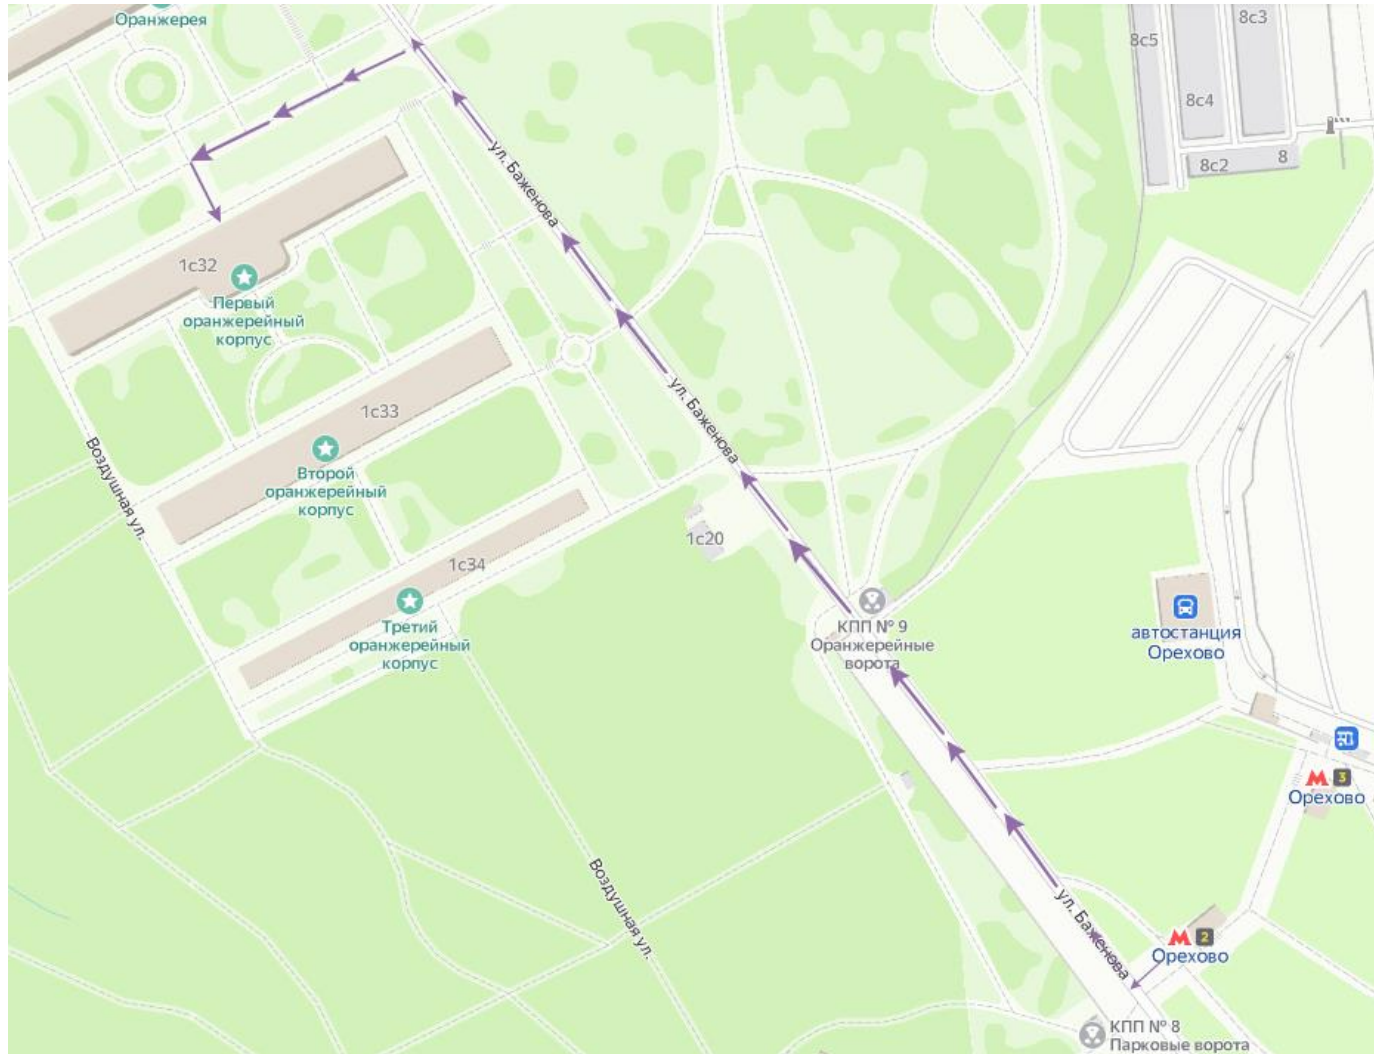 Оранжерея
8с3
8с5
8с4
8с2
8
ул. Баженова
1с32
Первый
оранжерейный
корпус
ул. Баженова
1с33
Воздушная ул.
Второй
оранжерейный
корпус
1с20
1с34
Третий
оранжерейный
корпус
КПП № 9
Оранжерейные
ворота
автостанция
Орехово
М 3
Орехово
Воздушная ул.
ул. Баженова
М 2
Орехово
КПП № 8
Парковые ворота